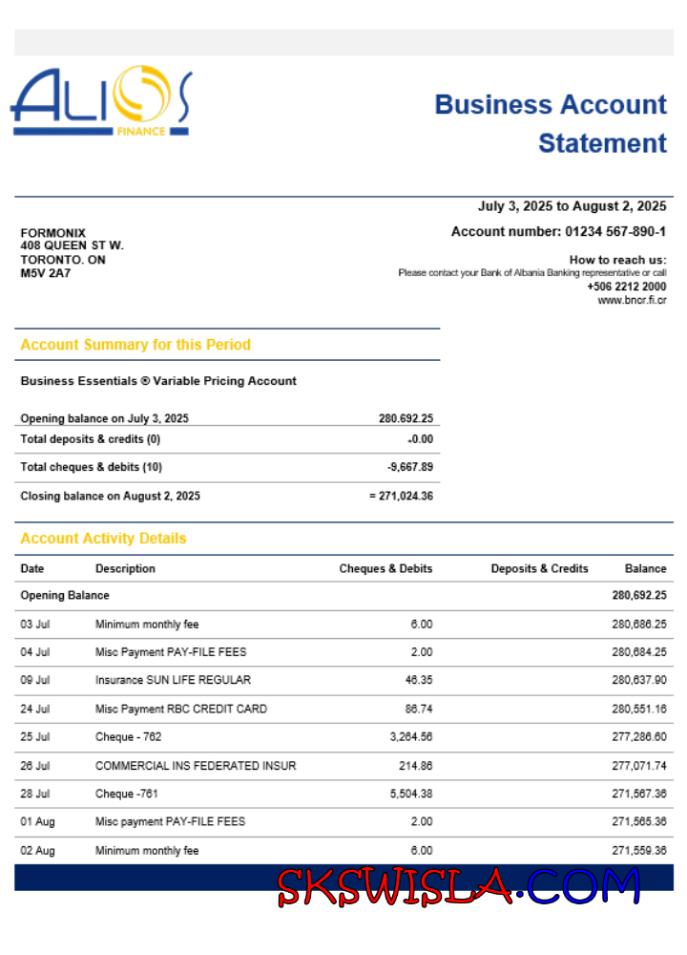 ALIOS
FINANCE
Business Account
Statement
July 3, 2025 to August 2, 2025
Account number: 01234 567-890-1
FORMONIX
408 QUEEN ST W.
TORONTO. ON
M5V 2A7
How to reach us:
Please contact your Bank of Albania Banking representative or call
+506 2212 2000
www.bncr.fi.cr
Account Summary for this Period
Business Essentials ® Variable Pricing Account
Opening balance on July 3, 2025 280.692.25
Total deposits & credits (0) -0.00
Total cheques & debits (10) -9,667.89
Closing balance on August 2, 2025 = 271,024.36
Account Activity Details
Date Description Cheques & Debits Deposits & Credits Balance
Opening Balance 280,692.25
03 Jul Minimum monthly fee 6.00 280,686.25
04 Jul Misc Payment PAY-FILE FEES 2.00 280,684.25
09 Jul Insurance SUN LIFE REGULAR 46.35 280,637.90
24 Jul Misc Payment RBC CREDIT CARD 86.74 280,551.16
25 Jul Cheque - 762 3,264.56 277,286.60
26 Jul COMMERCIAL INS FEDERATED INSUR 214.86 277,071.74
28 Jul Cheque -761 5,504.38 271,567.36
01 Aug Misc payment PAY-FILE FEES 2.00 271,565.36
02 Aug Minimum monthly fee 6.00 271,559.36
SKSWISLA.COM